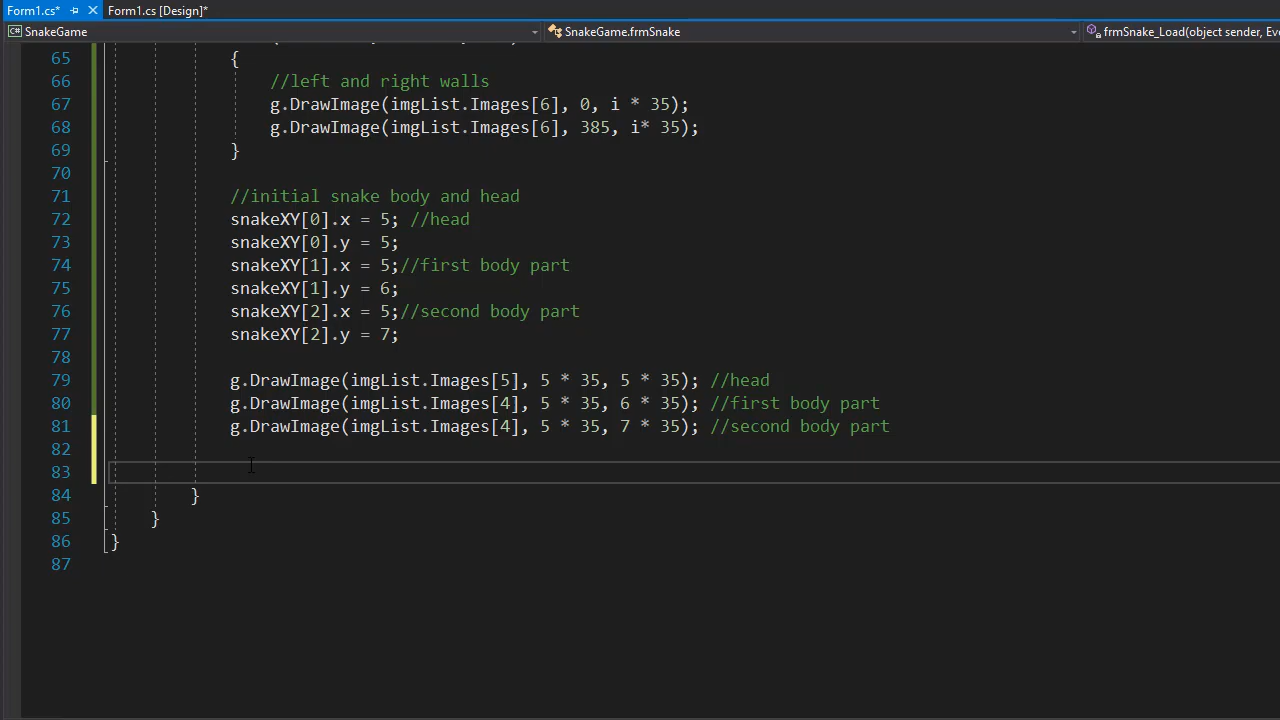 Form1.cs* Form1.cs [Design]*
SnakeGame SnakeGame.frmSnake frmSnake_Load(object sender, Eve
65 {
66 //left and right walls
67 g.DrawImage(imgList.Images[6], 0, i * 35);
68 g.DrawImage(imgList.Images[6], 385, i* 35);
69 }
70
71 //initial snake body and head
72 snakeXY[0].x = 5; //head
73 snakeXY[0].y = 5;
74 snakeXY[1].x = 5;//first body part
75 snakeXY[1].y = 6;
76 snakeXY[2].x = 5;//second body part
77 snakeXY[2].y = 7;
78
79 g.DrawImage(imgList.Images[5], 5 * 35, 5 * 35); //head
80 g.DrawImage(imgList.Images[4], 5 * 35, 6 * 35); //first body part
81 g.DrawImage(imgList.Images[4], 5 * 35, 7 * 35); //second body part
82
83
84 }
85 }
86 }
87